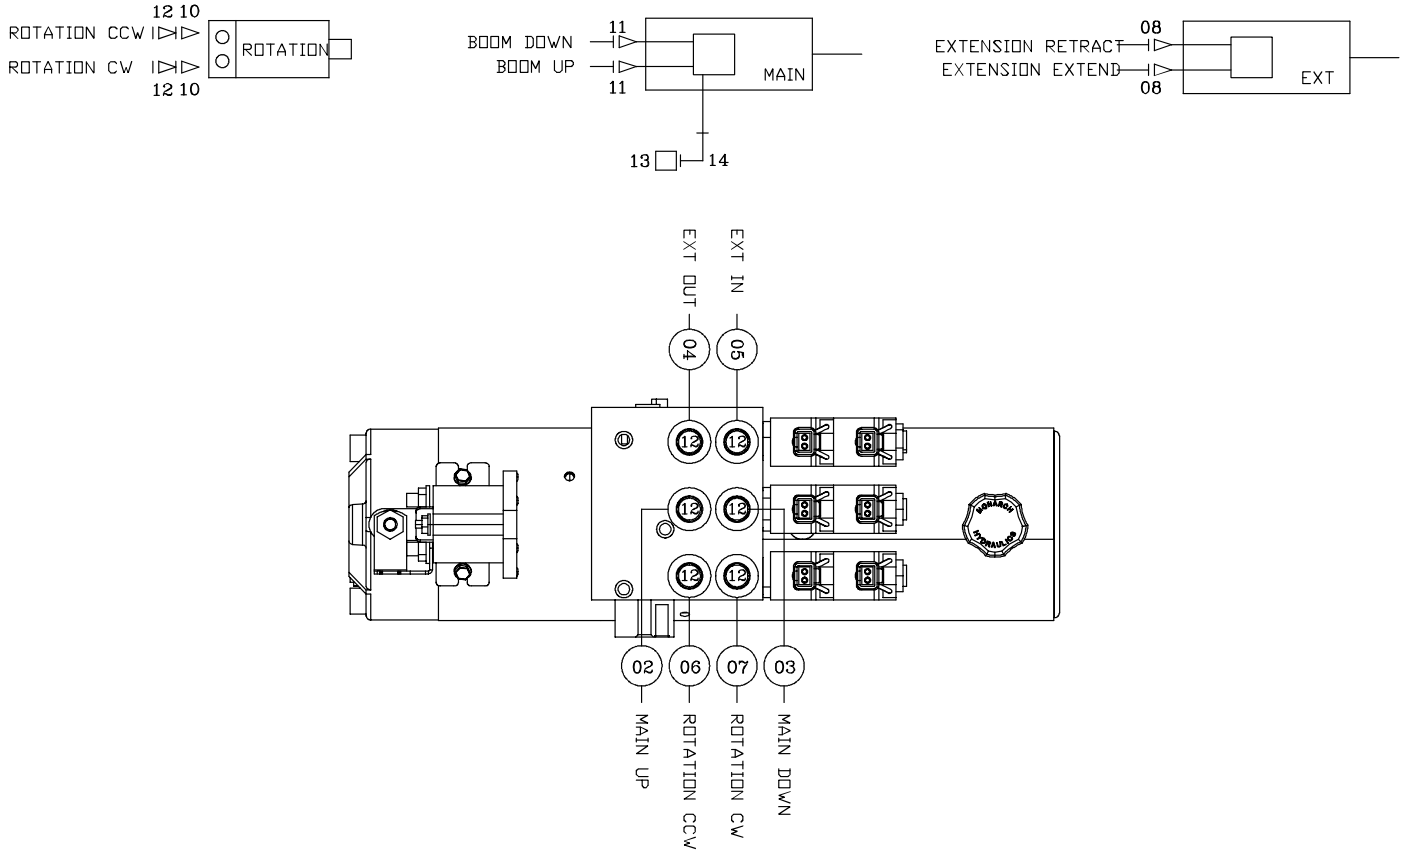 12 10
ROTATION CCW
ROTATION
ROTATION CW
12 10
11
BOOM DOWN
BOOM UP
MAIN
11
13
14
08
EXTENSION RETRACT
EXTENSION EXTEND
EXT
08
EXT OUT
EXT IN
04
05
12
12
12
12
12
12
MONARCH
HYDRAULICS
02
06
07
03
MAIN UP
ROTATION CCW
ROTATION CW
MAIN DOWN